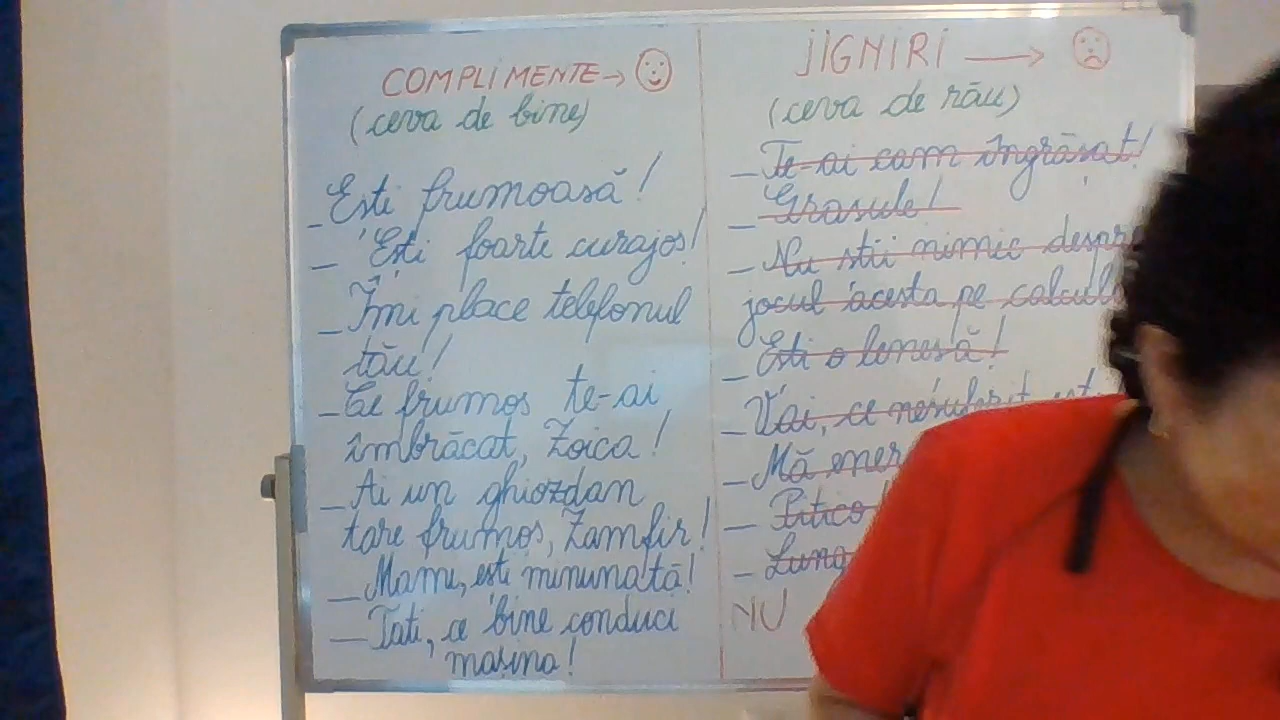 COMPLIMENTE →
(ceva de bine)
_ Ești frumoasă!
_ Ești foarte curajos!
_ Îmi place telefonul
tău!
_ Ce frumos te-ai
îmbrăcat, Zoica!
_ Ai un ghiozdan
tare frumos, Zamfir!
_ Mami, ești minunată!
_ Tati, ce bine conduci
mașina!
JIGNIRI →
(ceva de rău)
_ Te-ai cam îngrășat!
_ Grasule!
_ Nu știi nimic
jocul acesta pe
_ Ești o leneșă!
_ Vai, ce nesuferit
_ Mă
_ Pitico
_
NU